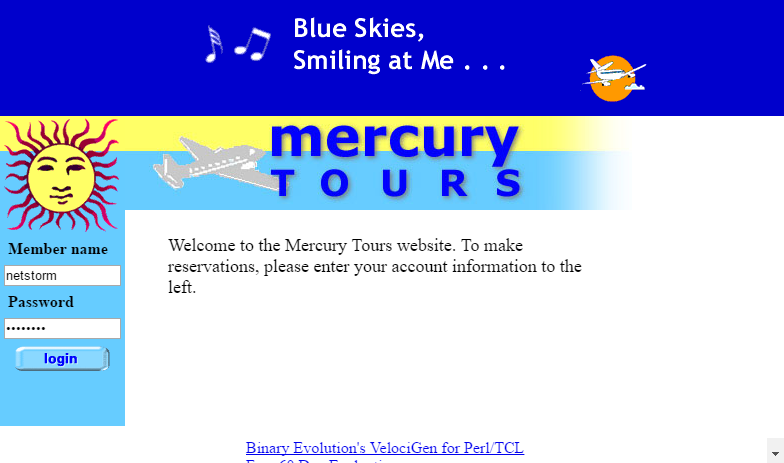 Blue Skies,
Smiling at Me . . .
mercury
TOURS
Member name
netstorm
Password
••••••••
login
Welcome to the Mercury Tours website. To make
reservations, please enter your account information to the
left.
Binary Evolution's VelociGen for Perl/TCL